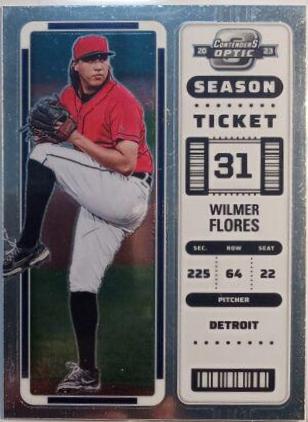 CONTENDERS
20 OPTIC 23
SEASON
TICKET
31
WILMER
FLORES
SEC. ROW SEAT
225 64 22
PITCHER
DETROIT